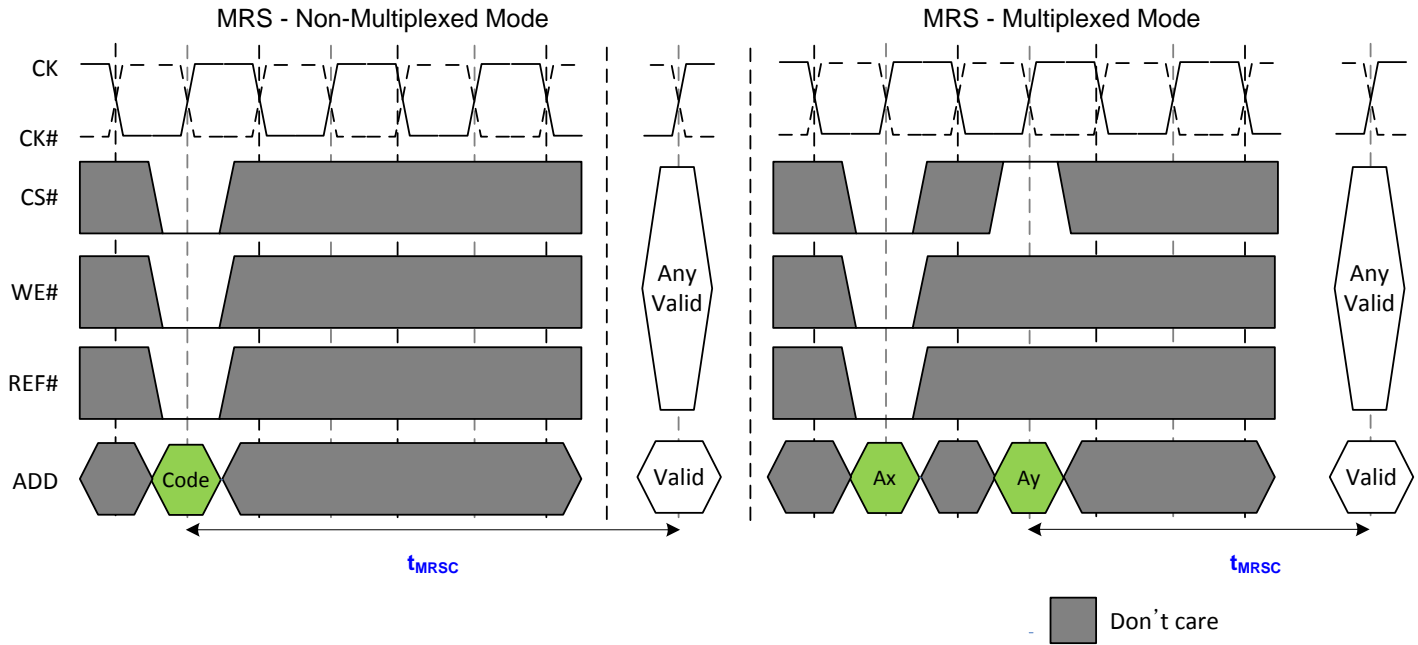 MRS - Non-Multiplexed Mode
MRS - Multiplexed Mode
CK
CK#
CS#
WE#
REF#
ADD
Any
Valid
Code
Valid
tMRSC
Any
Valid
Ax
Ay
Valid
tMRSC
- Don't care